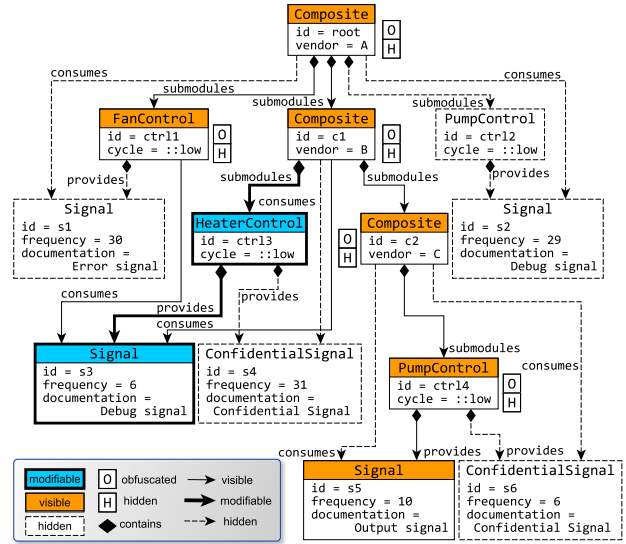 Composite
id = root
vendor = A
O
H
consumes
consumes
submodules
submodules
submodules
FanControl
id = ctrl1
cycle = ::low
O
H
Composite
id = c1
vendor = B
O
H
PumpControl
id = ctrl2
cycle = ::low
provides
submodules
submodules
provides
consumes
Signal
id = s1
frequency = 30
documentation =
Error signal
HeaterControl
id = ctrl3
cycle = ::low
O
H
Composite
id = c2
vendor = C
Signal
id = s2
frequency = 29
documentation =
Debug signal
consumes
provides
provides
consumes
Signal
id = s3
frequency = 6
documentation =
Debug signal
ConfidentialSignal
id = s4
frequency = 31
documentation =
Confidential Signal
submodules
consumes
PumpControl
id = ctrl4
cycle = ::low
O
H
consumes
provides
provides
Signal
id = s5
frequency = 10
documentation =
Output signal
ConfidentialSignal
id = s6
frequency = 6
documentation =
Confidential Signal
modifiable
O
obfuscated
visible
visible
H
hidden
modifiable
hidden
contains
hidden